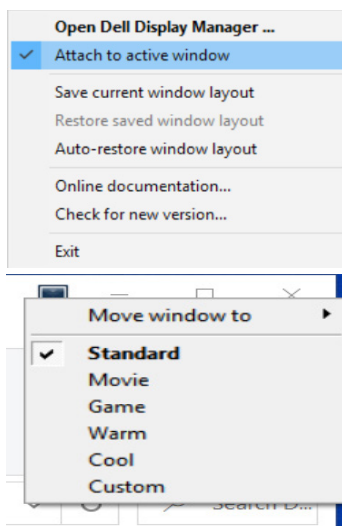 Open Dell Display Manager ...
Attach to active window
Save current window layout
Restore saved window layout
Auto-restore window layout
Online documentation...
Check for new version...
Exit
Move window to
Standard
Movie
Game
Warm
Cool
Custom
Search D...